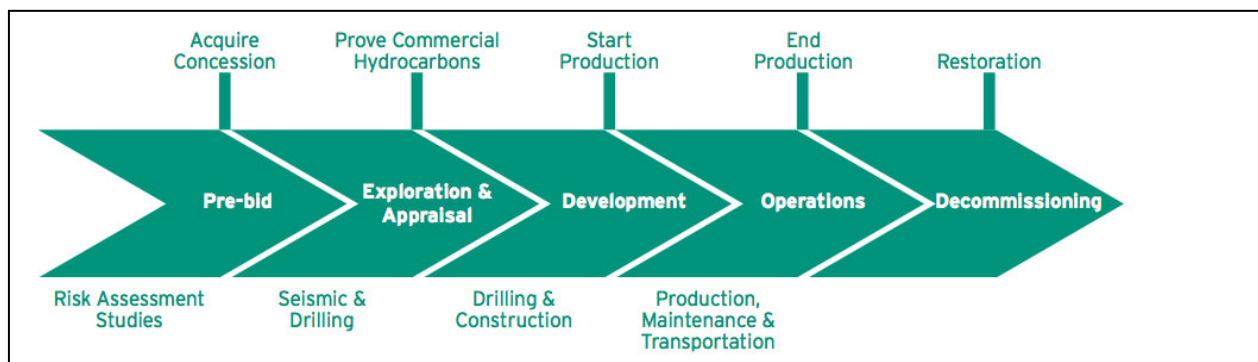 Acquire
Concession
Prove Commercial
Hydrocarbons
Start
Production
End
Production
Restoration
Pre-bid
Exploration &
Appraisal
Development
Operations
Decommissioning
Risk Assessment
Studies
Seismic &
Drilling
Drilling &
Construction
Production,
Maintenance &
Transportation